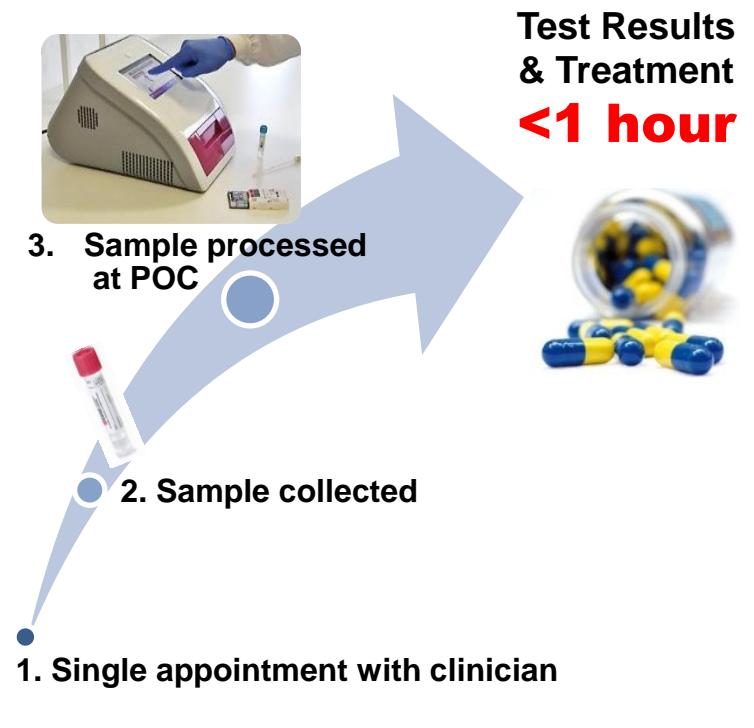 Test Results
& Treatment
<1 hour
3. Sample processed
at POC
2. Sample collected
1. Single appointment with clinician